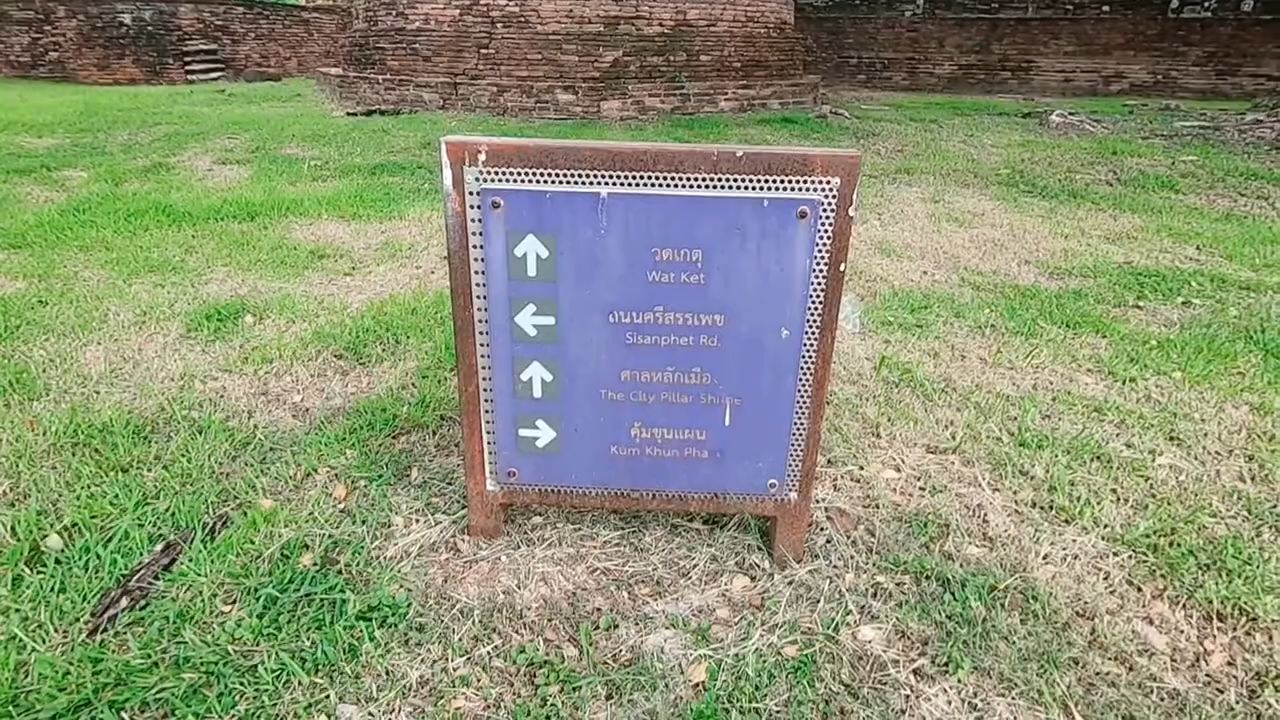 วัดเกตุ
Wat Ket
ถนนศรีสรรเพชญ
Sisanphet Rd.
ศาลหลักเมือง
The City Pillar Shrine
คุ้มขุนแผน
Kum Khun Pha